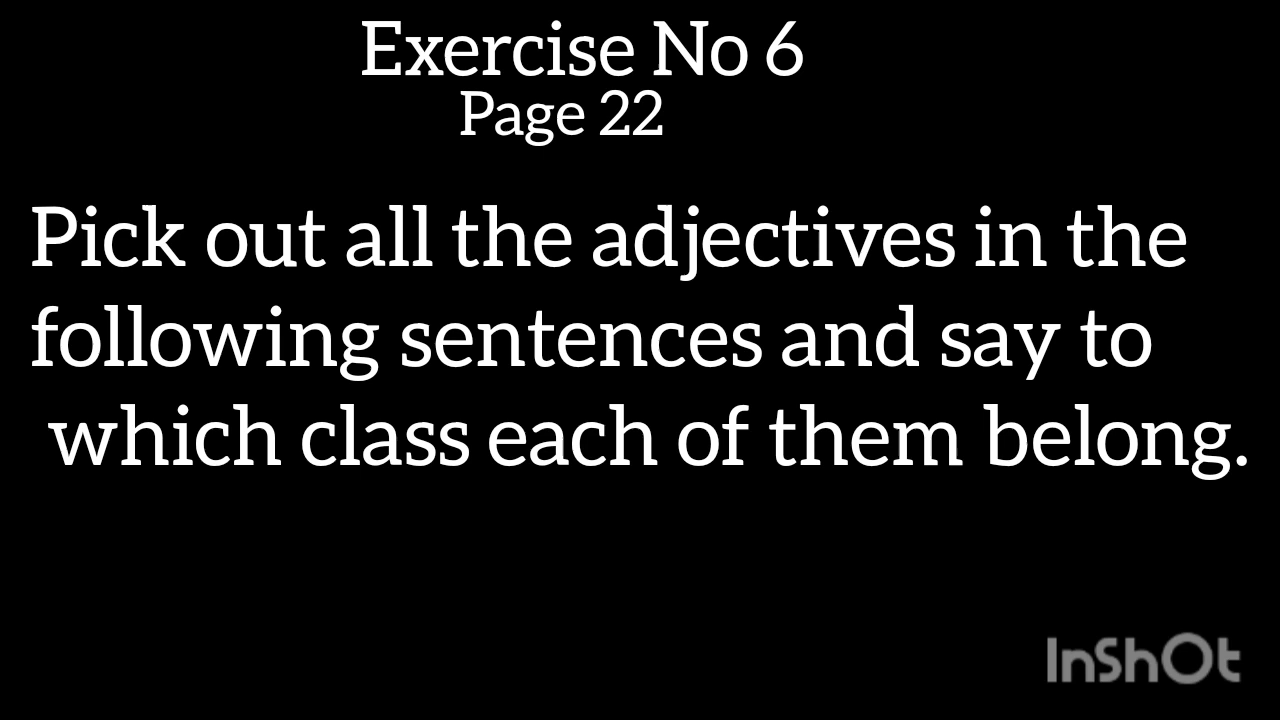 Exercise No 6
Page 22
Pick out all the adjectives in the
following sentences and say to
which class each of them belong.
InShOt